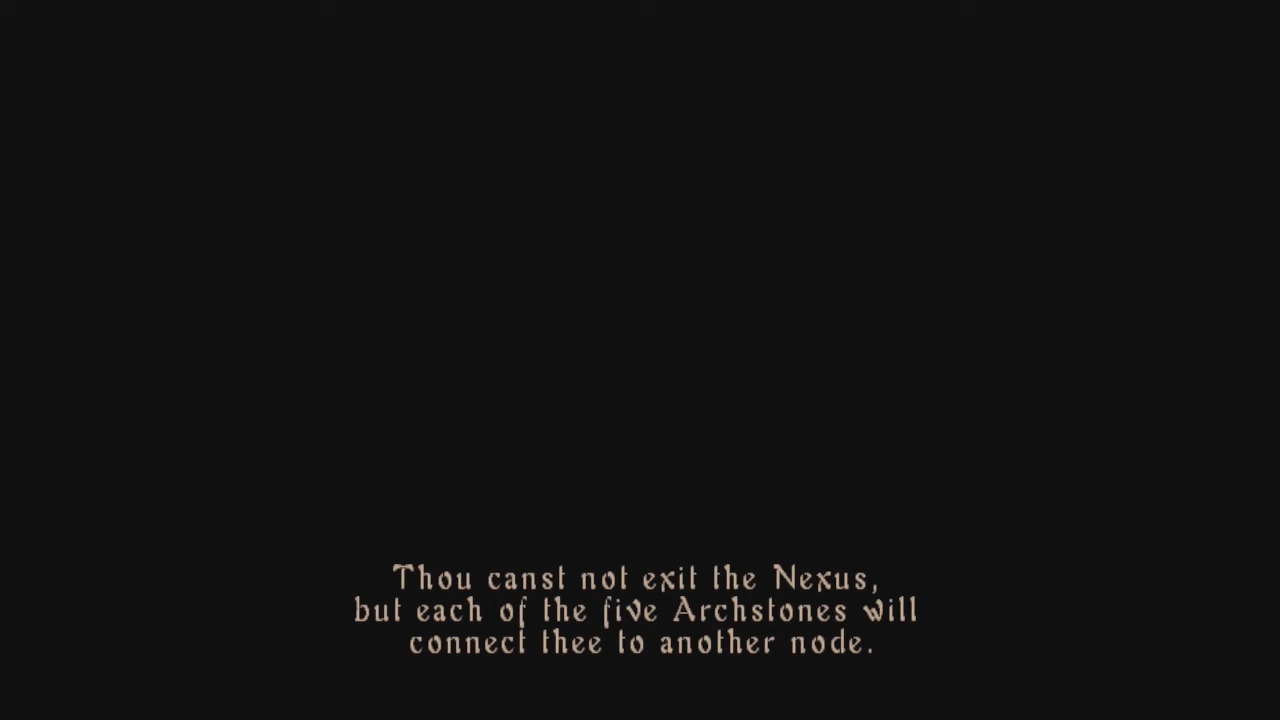 Thou canst not exit the Nexus,
but each of the five Archstones will
connect thee to another node.